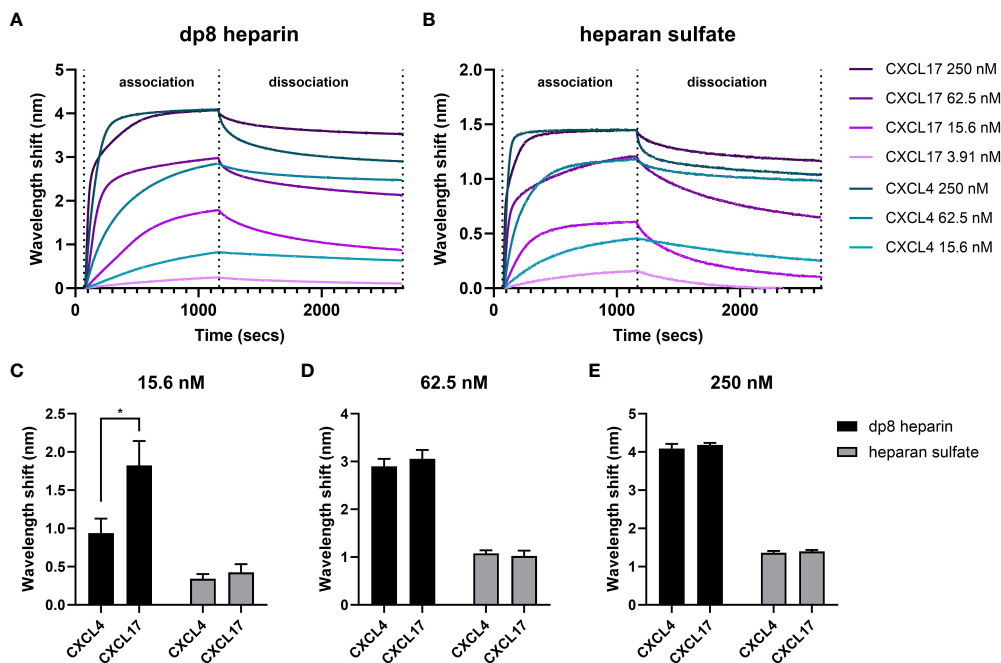 A
dp8 heparin
association
dissociation
Wavelength shift (nm)
5
4
3
2
1
0
0
1000
2000
Time (secs)
B
heparan sulfate
association
dissociation
Wavelength shift (nm)
2.0
1.5
1.0
0.5
0.0
0
1000
2000
Time (secs)
CXCL17 250 nM
CXCL17 62.5 nM
CXCL17 15.6 nM
CXCL17 3.91 nM
CXCL4 250 nM
CXCL4 62.5 nM
CXCL4 15.6 nM
C
15.6 nM
Wavelength shift (nm)
2.5
2.0
1.5
1.0
0.5
0.0
*
CXCL4
CXCL17
CXCL4
CXCL17
D
62.5 nM
Wavelength shift (nm)
4
3
2
1
0
CXCL4
CXCL17
CXCL4
CXCL17
E
250 nM
Wavelength shift (nm)
5
4
3
2
1
0
CXCL4
CXCL17
CXCL4
CXCL17
dp8 heparin
heparan sulfate